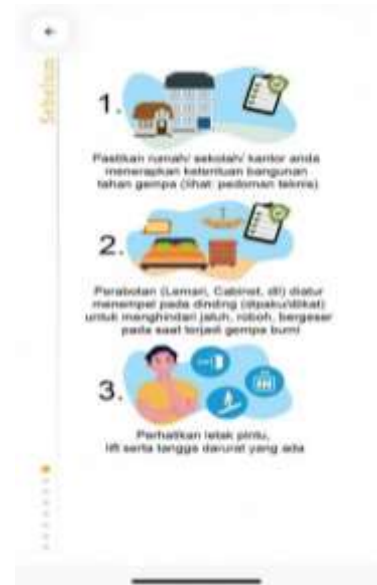 Sebelum
1.
Pastikan rumah/ sekolah/ kantor anda
menerapkan ketentuan bangunan
tahan gempa (lihat: pedoman teknis)
2.
Perabotan (Lemari, Cabinet, dll) diatur
menempel pada dinding (dipaku/diikat)
untuk menghindari jatuh, roboh, bergeser
pada saat terjadi gempa bumi
3.
Perhatikan letak pintu,
lift serta tangga darurat yang ada